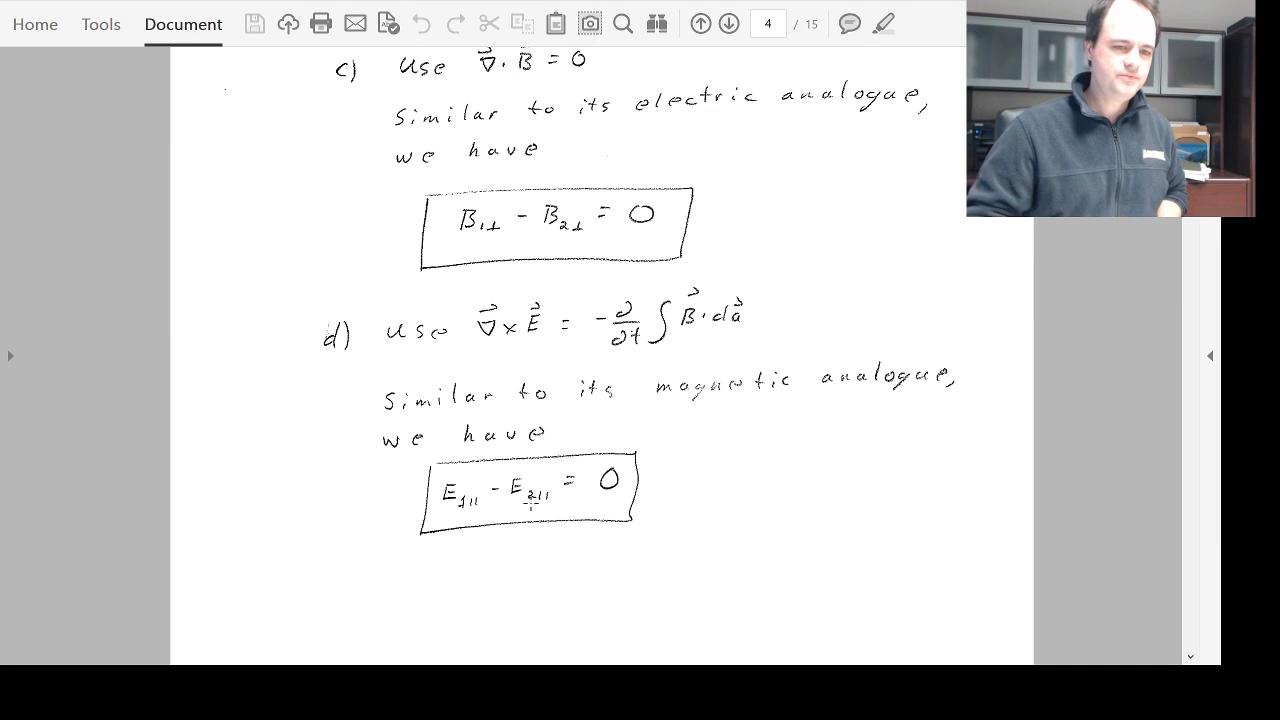 Home Tools Document 4 / 15
c) Use ∇⃗ · B⃗ = 0
Similar to its electric analogue,
we have
B₁⊥ - B₂⊥ = 0
d) Use ∇⃗ × E⃗ = -∂/∂t ∫ B⃗ · da⃗
Similar to its magnetic analogue,
we have
E₁∥ - E₂∥ = 0